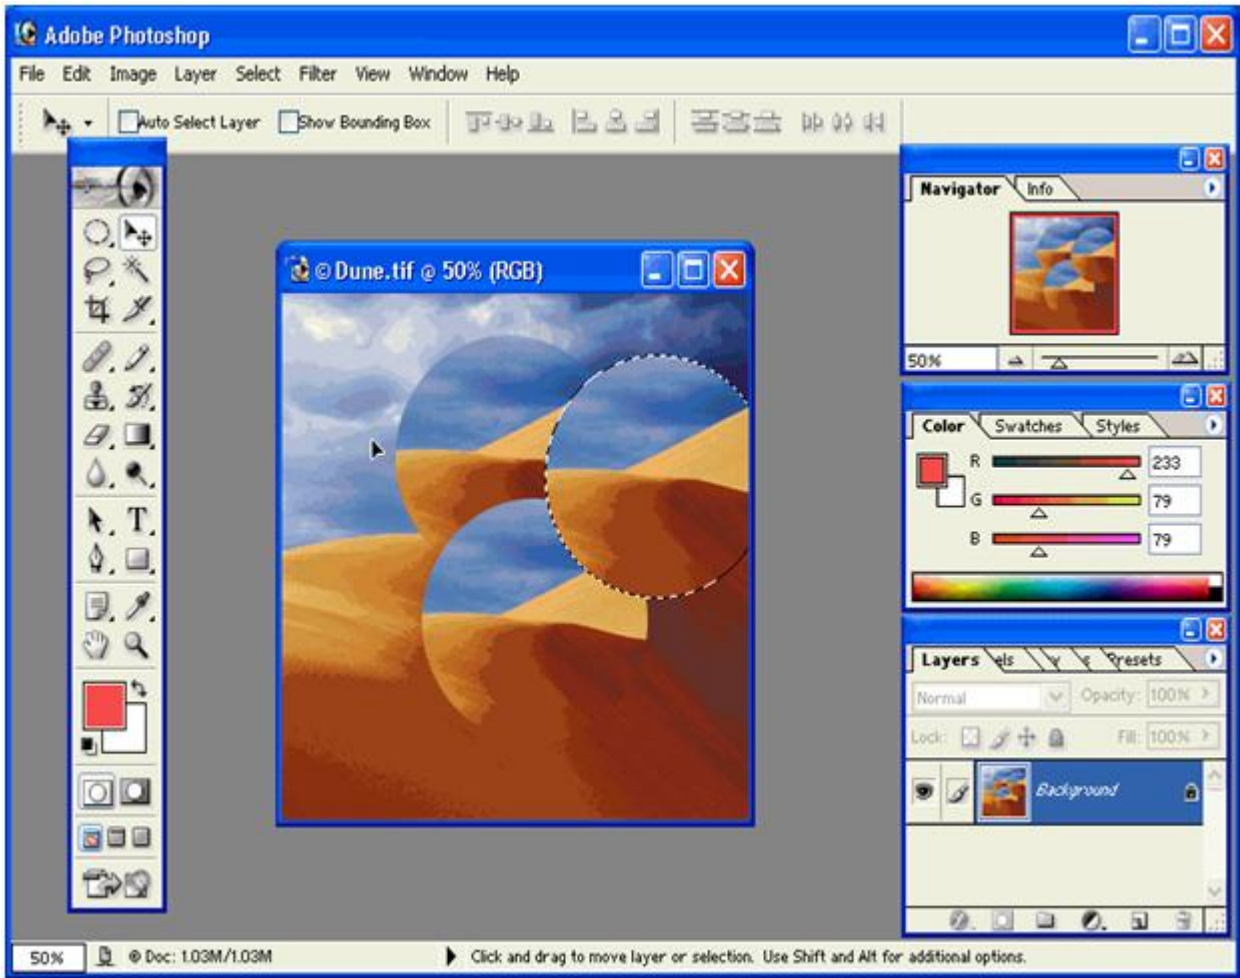 Adobe Photoshop
File Edit Image Layer Select Filter View Window Help
Auto Select Layer Show Bounding Box
Navigator Info
50%
© Dune.tif @ 50% (RGB)
Color Swatches Styles
R 233
G 79
B 79
T
Layers els Presets
Normal Opacity: 100%
Lock: Fill: 100%
Background
50% Doc: 1.03M/1.03M Click and drag to move layer or selection. Use Shift and Alt for additional options.